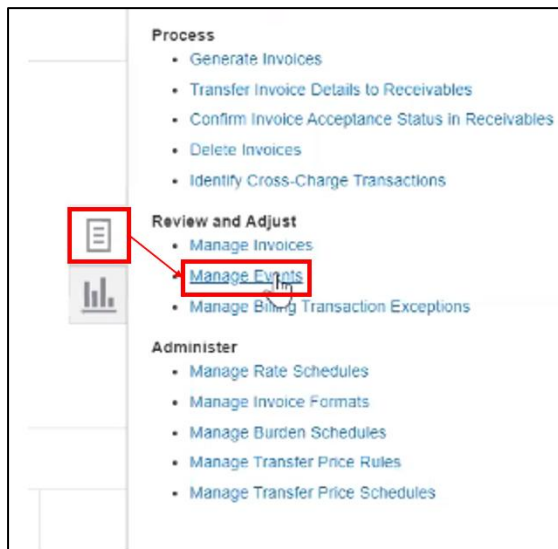 Process
Generate Invoices
Transfer Invoice Details to Receivables
Confirm Invoice Acceptance Status in Receivables
Delete Invoices
Identify Cross-Charge Transactions
Review and Adjust
Manage Invoices
Manage Events
Manage Billing Transaction Exceptions
Administer
Manage Rate Schedules
Manage Invoice Formats
Manage Burden Schedules
Manage Transfer Price Rules
Manage Transfer Price Schedules